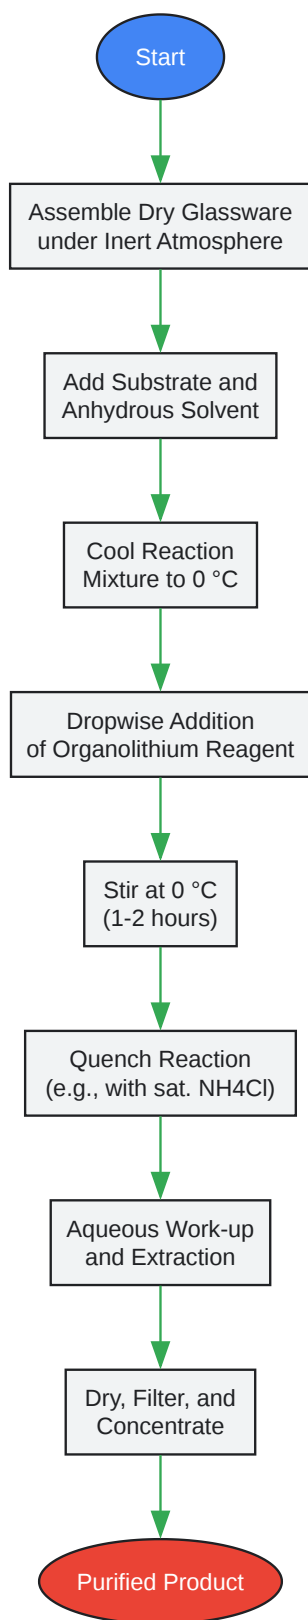 Start
Assemble Dry Glassware
under Inert Atmosphere
Add Substrate and
Anhydrous Solvent
Cool Reaction
Mixture to 0 °C
Dropwise Addition
of Organolithium Reagent
Stir at 0 °C
(1-2 hours)
Quench Reaction
(e.g., with sat. NH4Cl)
Aqueous Work-up
and Extraction
Dry, Filter, and
Concentrate
Purified Product